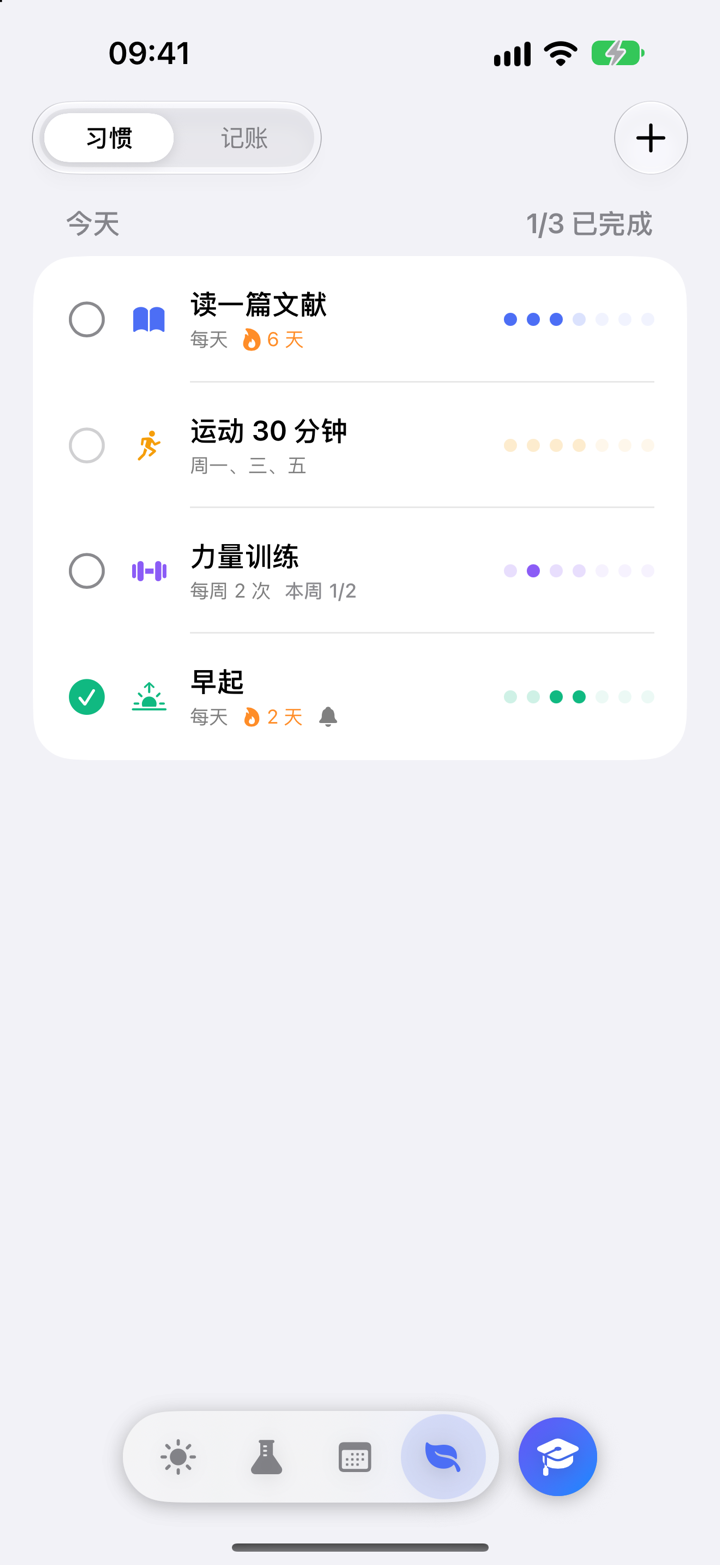 09:41
习惯
记账
今天
1/3 已完成
读一篇文献
每天 6 天
运动 30 分钟
周一、三、五
力量训练
每周 2 次 本周 1/2
早起
每天 2 天